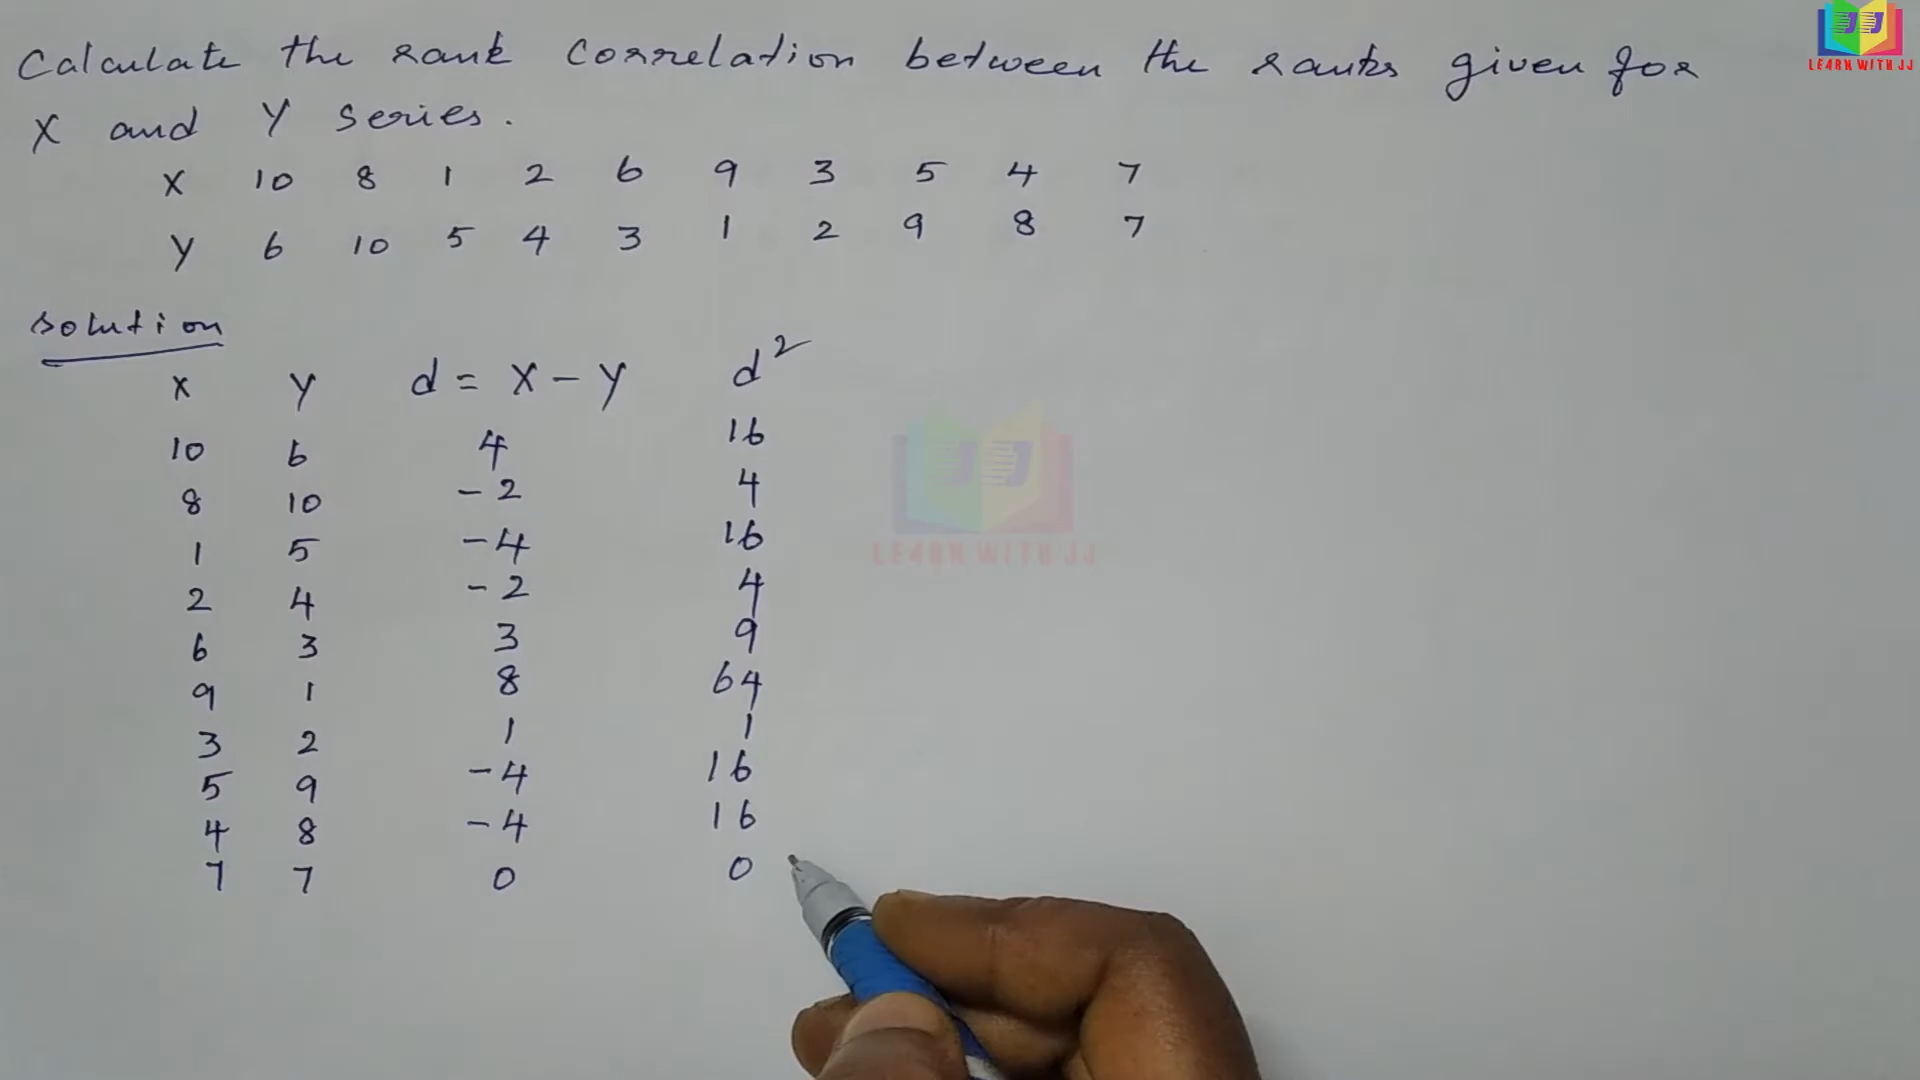 LEARN WITH JJ
Calculate the rank correlation between the ranks given for
X and Y series.
X 10 8 1 2 6 9 3 5 4 7
Y 6 10 5 4 3 1 2 9 8 7
Solution
X Y d = X - Y d²
10 6 4 16
8 10 -2 4
1 5 -4 16
2 4 -2 4
6 3 3 9
9 1 8 64
3 2 1 1
5 9 -4 16
4 8 -4 16
7 7 0 0
LEARN WITH JJ